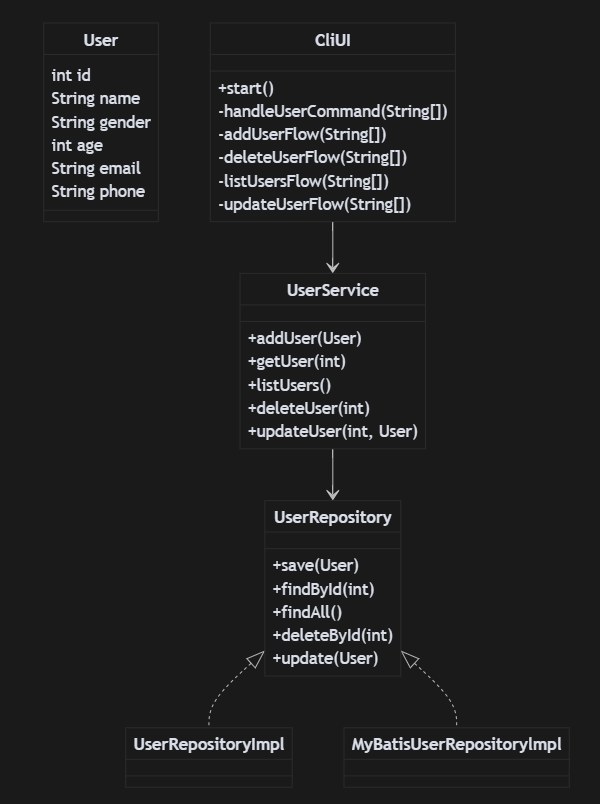 User
int id
String name
String gender
int age
String email
String phone
CliUI
+start()
-handleUserCommand(String[])
-addUserFlow(String[])
-deleteUserFlow(String[])
-listUsersFlow(String[])
-updateUserFlow(String[])
UserService
+addUser(User)
+getUser(int)
+listUsers()
+deleteUser(int)
+updateUser(int, User)
UserRepository
+save(User)
+findById(int)
+findAll()
+deleteById(int)
+update(User)
UserRepositoryImpl
MyBatisUserRepositoryImpl